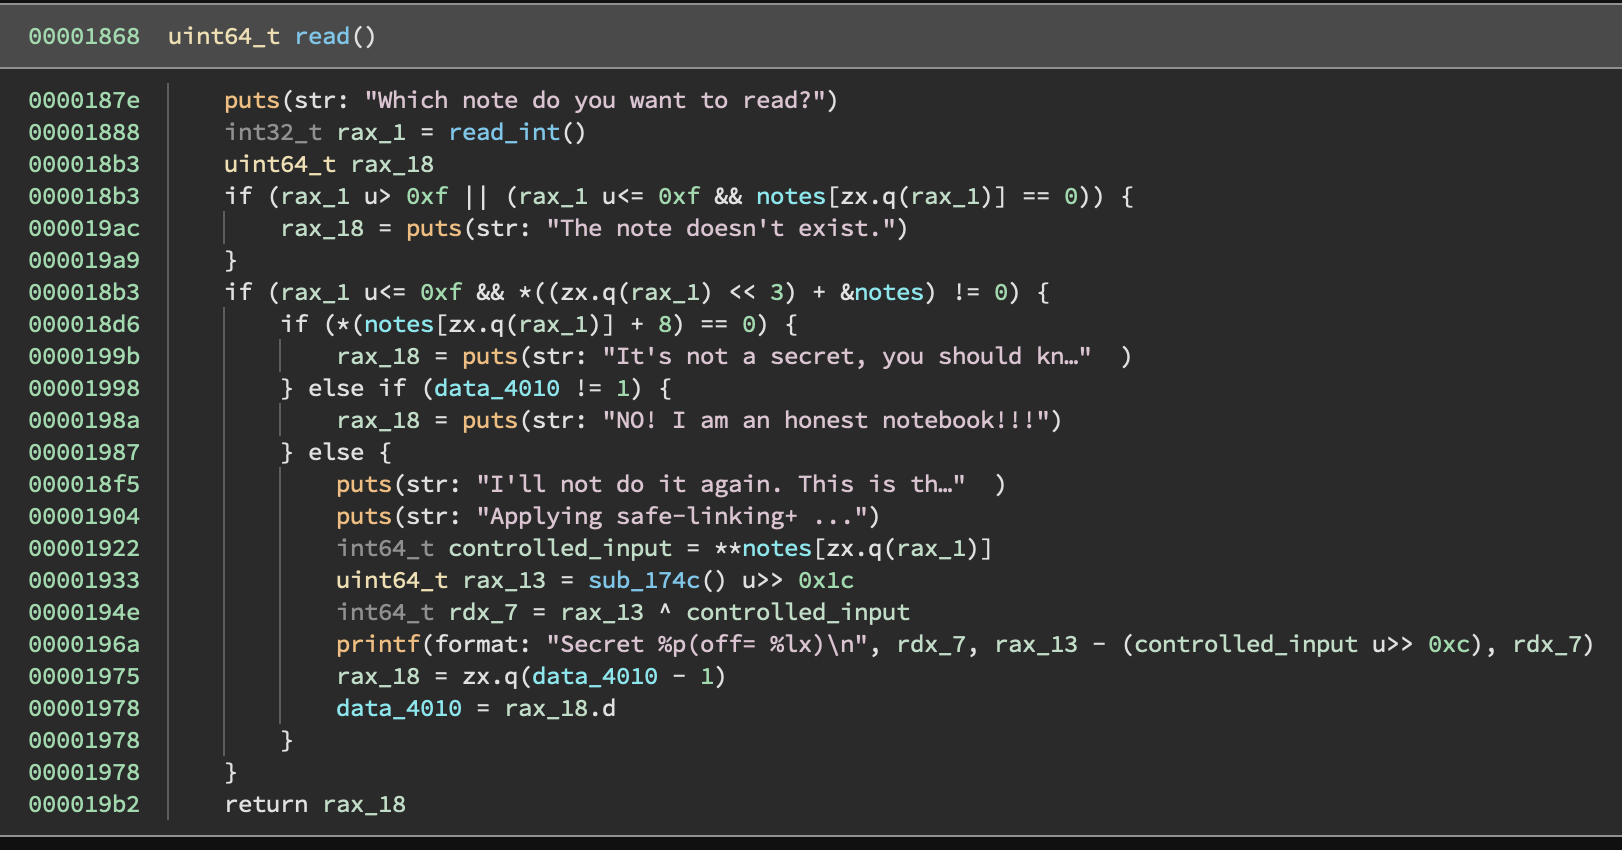 00001868  uint64_t read()
0000187e      puts(str: "Which note do you want to read?")
00001888      int32_t rax_1 = read_int()
000018b3      uint64_t rax_18
000018b3      if (rax_1 u> 0xf || (rax_1 u<= 0xf && notes[zx.q(rax_1)] == 0)) {
000019ac          rax_18 = puts(str: "The note doesn't exist.")
000019a9      }
000018b3      if (rax_1 u<= 0xf && *((zx.q(rax_1) << 3) + &notes) != 0) {
000018d6          if (*(notes[zx.q(rax_1)] + 8) == 0) {
0000199b              rax_18 = puts(str: "It's not a secret, you should kn…"  )
00001998          } else if (data_4010 != 1) {
0000198a              rax_18 = puts(str: "NO! I am an honest notebook!!!")
00001987          } else {
000018f5              puts(str: "I'll not do it again. This is th…"  )
00001904              puts(str: "Applying safe-linking+ ...")
00001922              int64_t controlled_input = **notes[zx.q(rax_1)]
00001933              uint64_t rax_13 = sub_174c() u>> 0x1c
0000194e              int64_t rdx_7 = rax_13 ^ controlled_input
0000196a              printf(format: "Secret %p(off= %lx)\n", rdx_7, rax_13 - (controlled_input u>> 0xc), rdx_7)
00001975              rax_18 = zx.q(data_4010 - 1)
00001978              data_4010 = rax_18.d
00001978          }
00001978      }
000019b2      return rax_18